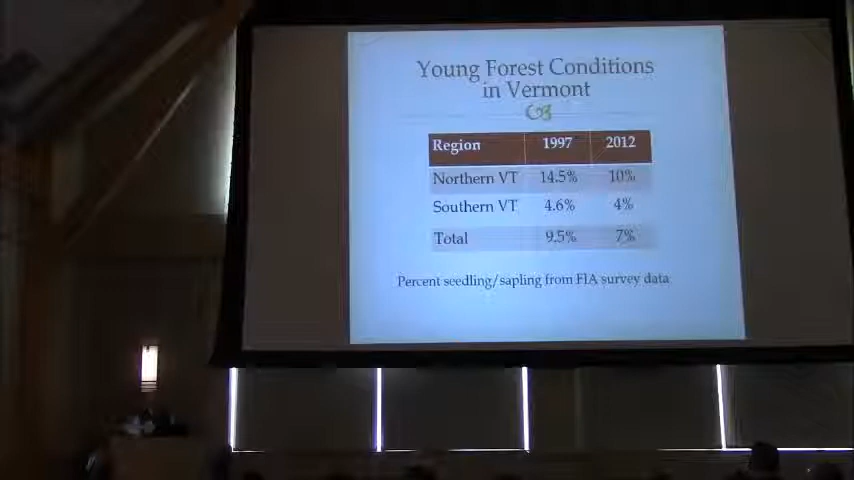 Young Forest Conditions
in Vermont
Region 1997 2012
Northern VT 14.5% 10%
Southern VT 4.6% 4%
Total 9.5% 7%
Percent seedling/sapling from FIA survey data